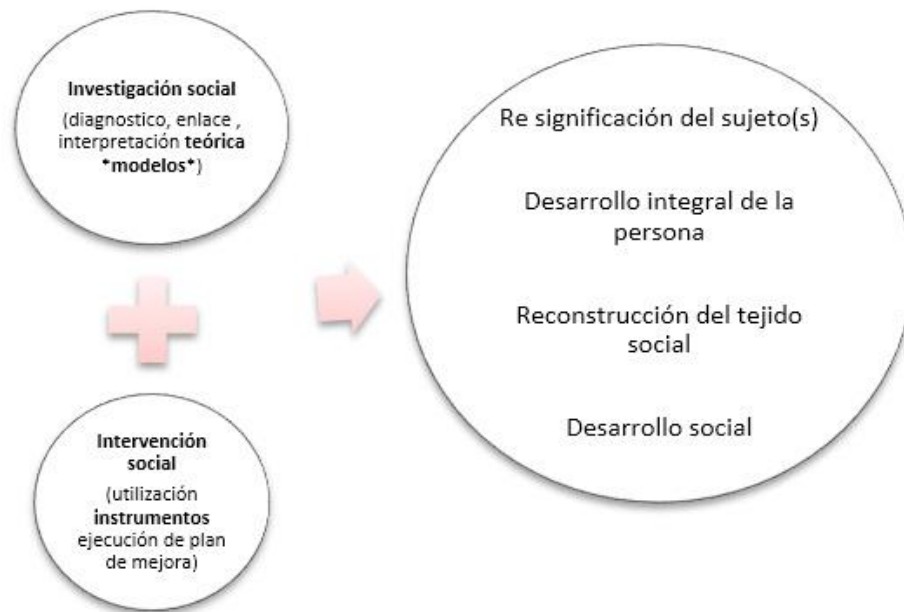 Investigación social
(diagnostico, enlace ,
interpretación teórica
*modelos*)
Intervención
social
(utilización
instrumentos
ejecución de plan
de mejora)
Re significación del sujeto(s)
Desarrollo integral de la
persona
Reconstrucción del tejido
social
Desarrollo social